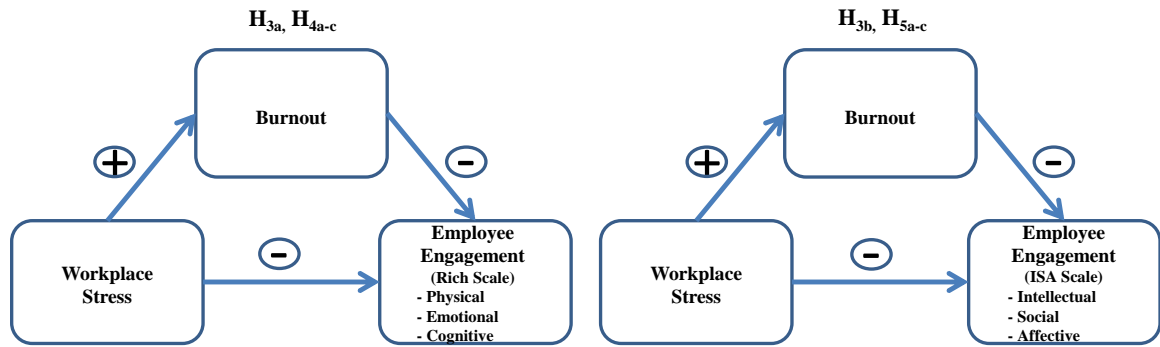 H3a, H4a-c
Burnout
+
-
Workplace
Stress
-
Employee
Engagement
(Rich Scale)
- Physical
- Emotional
- Cognitive
H3b, H5a-c
Burnout
+
-
Workplace
Stress
-
Employee
Engagement
(ISA Scale)
- Intellectual
- Social
- Affective